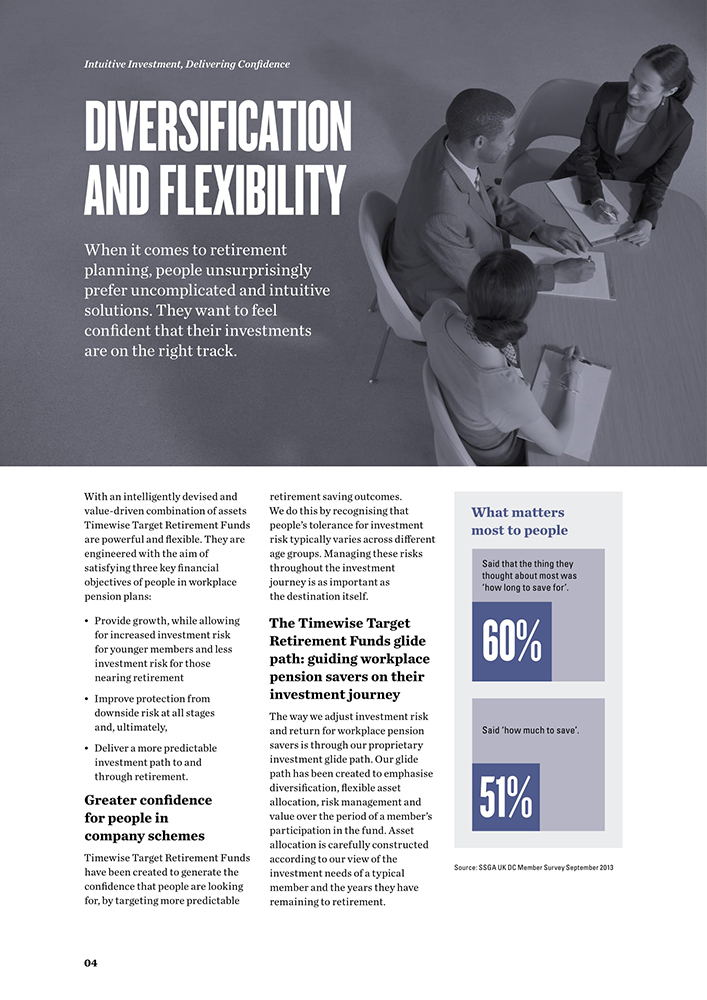 Intuitive Investment, Delivering Confidence
DIVERSIFICATION
AND FLEXIBILITY
When it comes to retirement
planning, people unsurprisingly
prefer uncomplicated and intuitive
solutions. They want to feel
confident that their investments
are on the right track.
With an intelligently devised and
value-driven combination of assets
Timewise Target Retirement Funds
are powerful and flexible. They are
engineered with the aim of
satisfying three key financial
objectives of people in workplace
pension plans:
• Provide growth, while allowing
for increased investment risk
for younger members and less
investment risk for those
nearing retirement
• Improve protection from
downside risk at all stages
and, ultimately,
• Deliver a more predictable
investment path to and
through retirement.
Greater confidence
for people in
company schemes
Timewise Target Retirement Funds
have been created to generate the
confidence that people are looking
for, by targeting more predictable
retirement saving outcomes.
We do this by recognising that
people's tolerance for investment
risk typically varies across different
age groups. Managing these risks
throughout the investment
journey is as important as
the destination itself.
The Timewise Target
Retirement Funds glide
path: guiding workplace
pension savers on their
investment journey
The way we adjust investment risk
and return for workplace pension
savers is through our proprietary
investment glide path. Our glide
path has been created to emphasise
diversification, flexible asset
allocation, risk management and
value over the period of a member's
participation in the fund. Asset
allocation is carefully constructed
according to our view of the
investment needs of a typical
member and the years they have
remaining to retirement.
What matters
most to people
Said that the thing they
thought about most was
'how long to save for'.
60%
Said 'how much to save'.
51%
Source: SSGA UK DC Member Survey September 2013
04